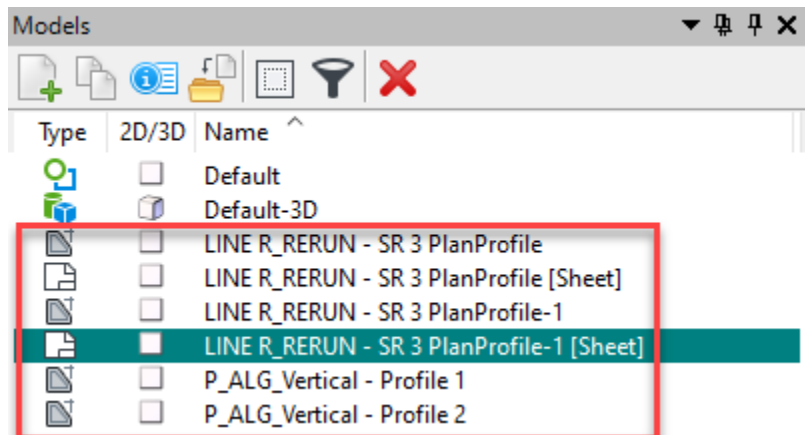 Models
Type 2D/3D Name
Default
Default-3D
LINE R_RERUN - SR 3 PlanProfile
LINE R_RERUN - SR 3 PlanProfile [Sheet]
LINE R_RERUN - SR 3 PlanProfile-1
LINE R_RERUN - SR 3 PlanProfile-1 [Sheet]
P_ALG_Vertical - Profile 1
P_ALG_Vertical - Profile 2